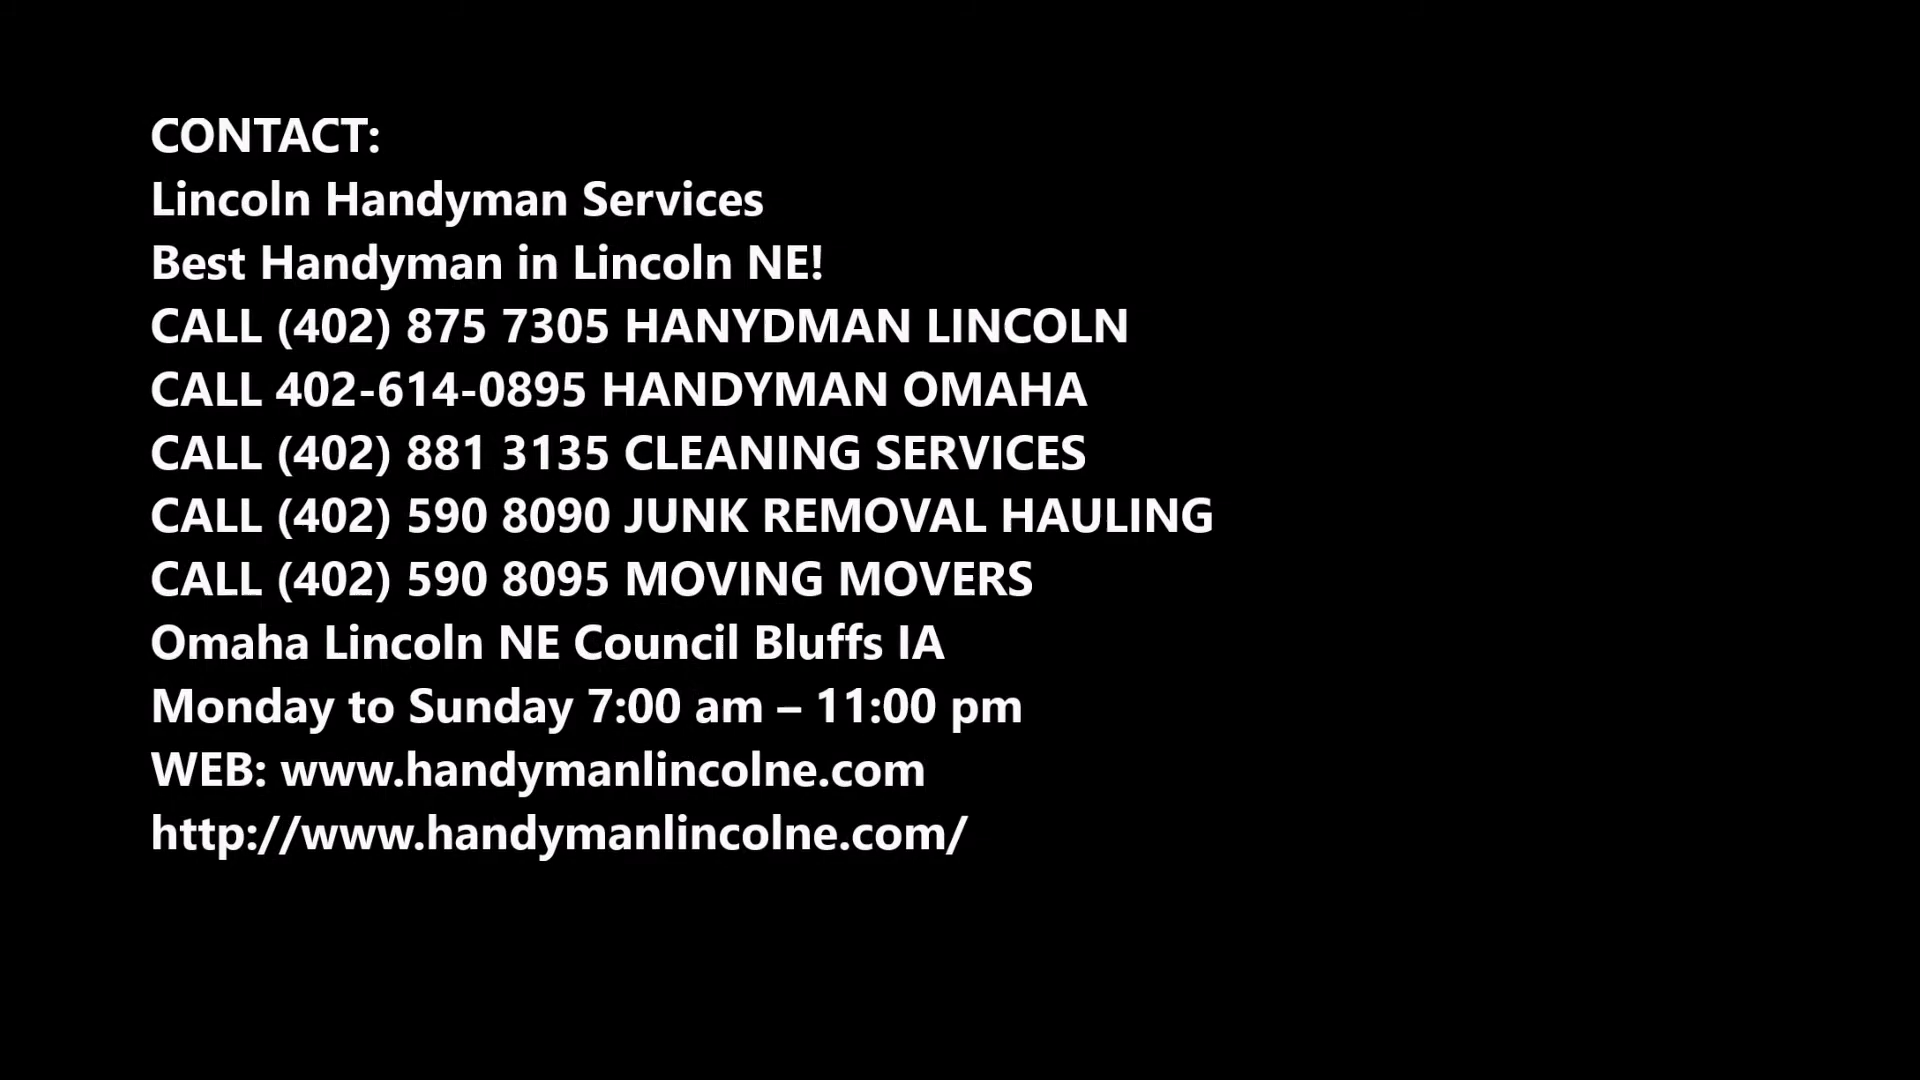 CONTACT:
Lincoln Handyman Services
Best Handyman in Lincoln NE!
CALL (402) 875 7305 HANYDMAN LINCOLN
CALL 402-614-0895 HANDYMAN OMAHA
CALL (402) 881 3135 CLEANING SERVICES
CALL (402) 590 8090 JUNK REMOVAL HAULING
CALL (402) 590 8095 MOVING MOVERS
Omaha Lincoln NE Council Bluffs IA
Monday to Sunday 7:00 am – 11:00 pm
WEB: www.handymanlincolne.com
http://www.handymanlincolne.com/